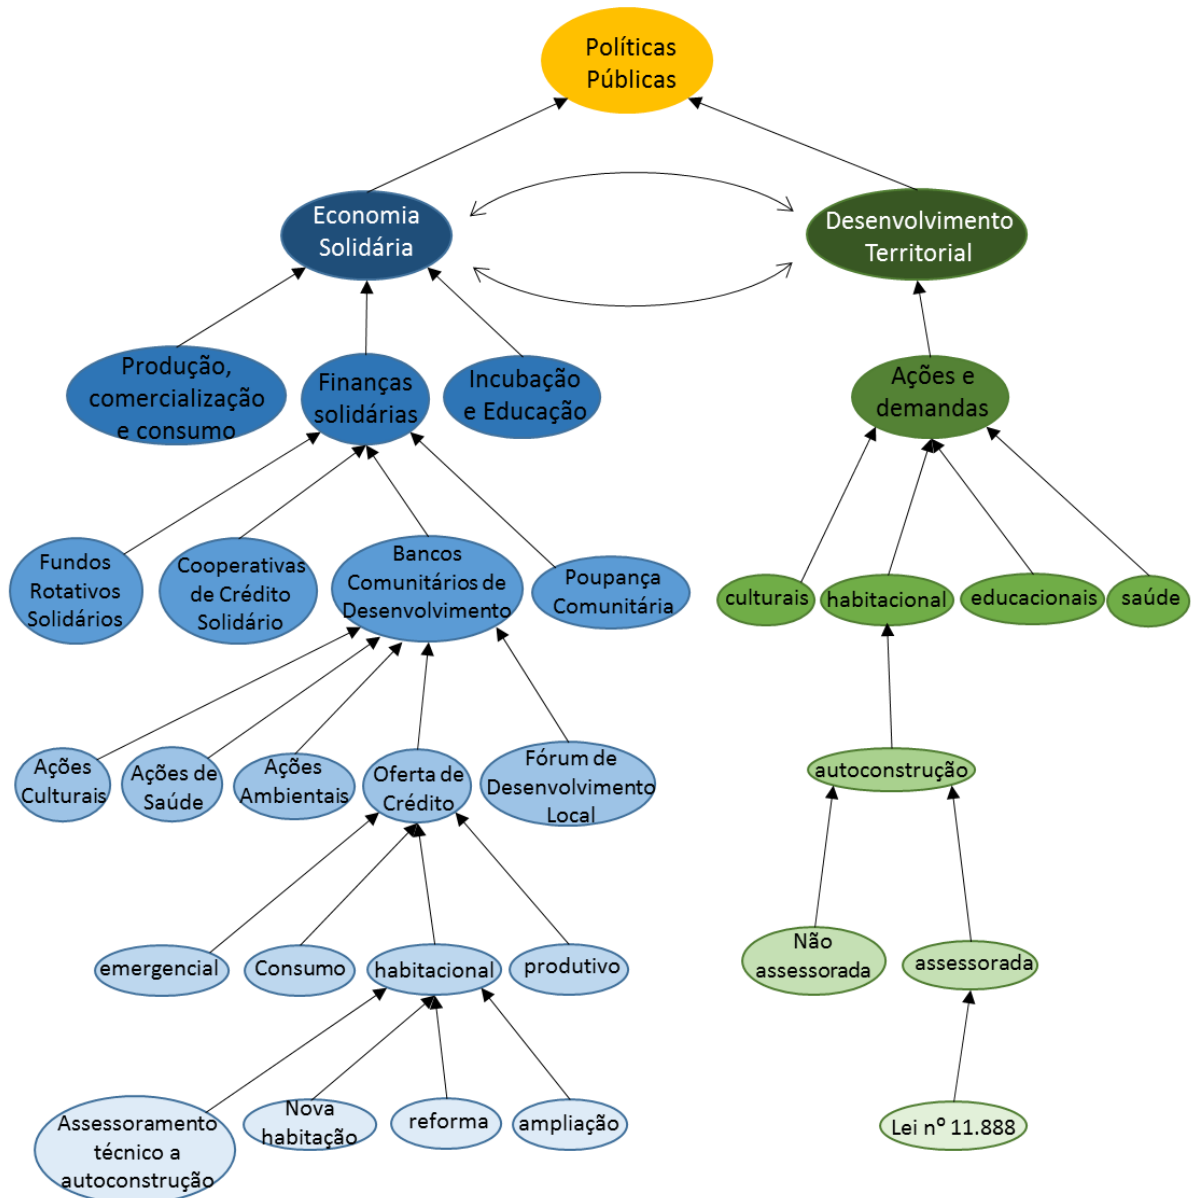 Políticas
Públicas
Economia
Solidária
Desenvolvimento
Territorial
Produção,
comercialização
e consumo
Finanças
solidárias
Incubação
e Educação
Ações e
demandas
Fundos
Rotativos
Solidários
Cooperativas
de Crédito
Solidário
Bancos
Comunitários de
Desenvolvimento
Poupança
Comunitária
culturais
habitacional
educacionais
saúde
Ações
Culturais
Ações de
Saúde
Ações
Ambientais
Oferta de
Crédito
Fórum de
Desenvolvimento
Local
autoconstrução
emergencial
Consumo
habitacional
produtivo
Não
assessorada
assessorada
Assessoramento
técnico a
autoconstrução
Nova
habitação
reforma
ampliação
Lei nº 11.888